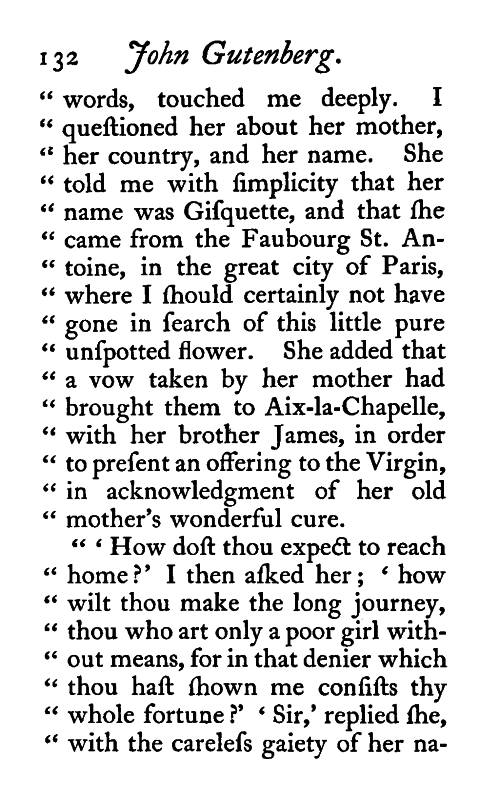 132 John Gutenberg.
“ words, touched me deeply. I
“ queſtioned her about her mother,
“ her country, and her name. She
“ told me with ſimplicity that her
“ name was Giſquette, and that ſhe
“ came from the Faubourg St. An-
“ toine, in the great city of Paris,
“ where I ſhould certainly not have
“ gone in ſearch of this little pure
“ unſpotted flower. She added that
“ a vow taken by her mother had
“ brought them to Aix-la-Chapelle,
“ with her brother James, in order
“ to preſent an offering to the Virgin,
“ in acknowledgment of her old
“ mother’s wonderful cure.
“ ‘ How doſt thou expect to reach
“ home?’ I then aſked her; ‘ how
“ wilt thou make the long journey,
“ thou who art only a poor girl with-
“ out means, for in that denier which
“ thou haſt ſhown me conſiſts thy
“ whole fortune?’ ‘ Sir,’ replied ſhe,
“ with the careleſs gaiety of her na-